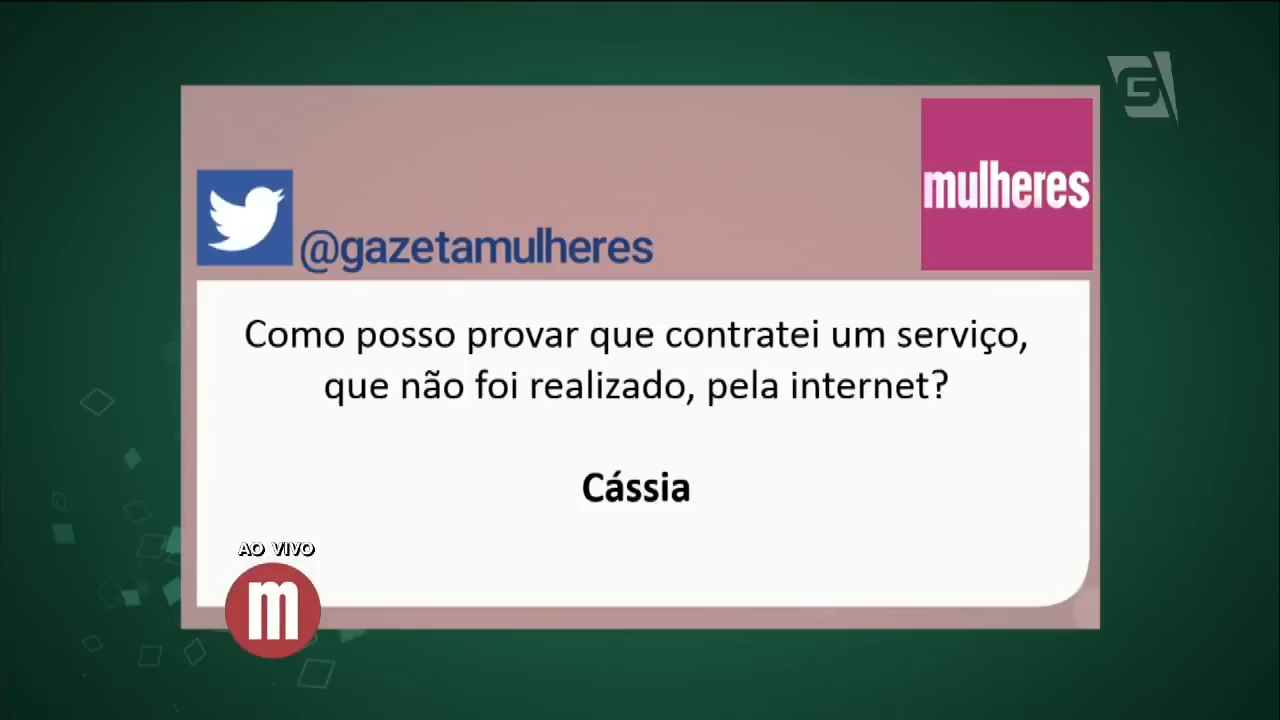 mulheres
@gazetamulheres
Como posso provar que contratei um serviço,
que não foi realizado, pela internet?
Cássia
AO VIVO
m
G